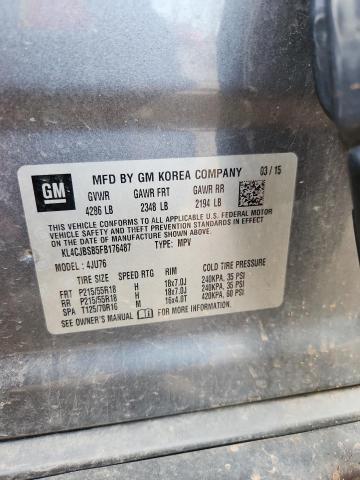 GM
MFD BY GM KOREA COMPANY 03/15
GVWR GAWR FRT GAWR RR
4286 LB 2348 LB 2194 LB
THIS VEHICLE CONFORMS TO ALL APPLICABLE U.S. FEDERAL MOTOR
VEHICLE SAFETY AND THEFT PREVENTION STANDARDS IN EFFECT ON
THE DATE OF MANUFACTURE SHOWN ABOVE.
KL4CJBSB5FB176487 TYPE: MPV
MODEL : 4JU76
TIRE SIZE SPEED RTG RIM COLD TIRE PRESSURE
FRT P215/55R18 H 18x7.0J 240KPA, 35 PSI
RR P215/55R18 H 18x7.0J 240KPA, 35 PSI
SPA T125/70R16 M 16x4.0T 420KPA, 60 PSI
SEE OWNER'S MANUAL FOR MORE INFORMATION